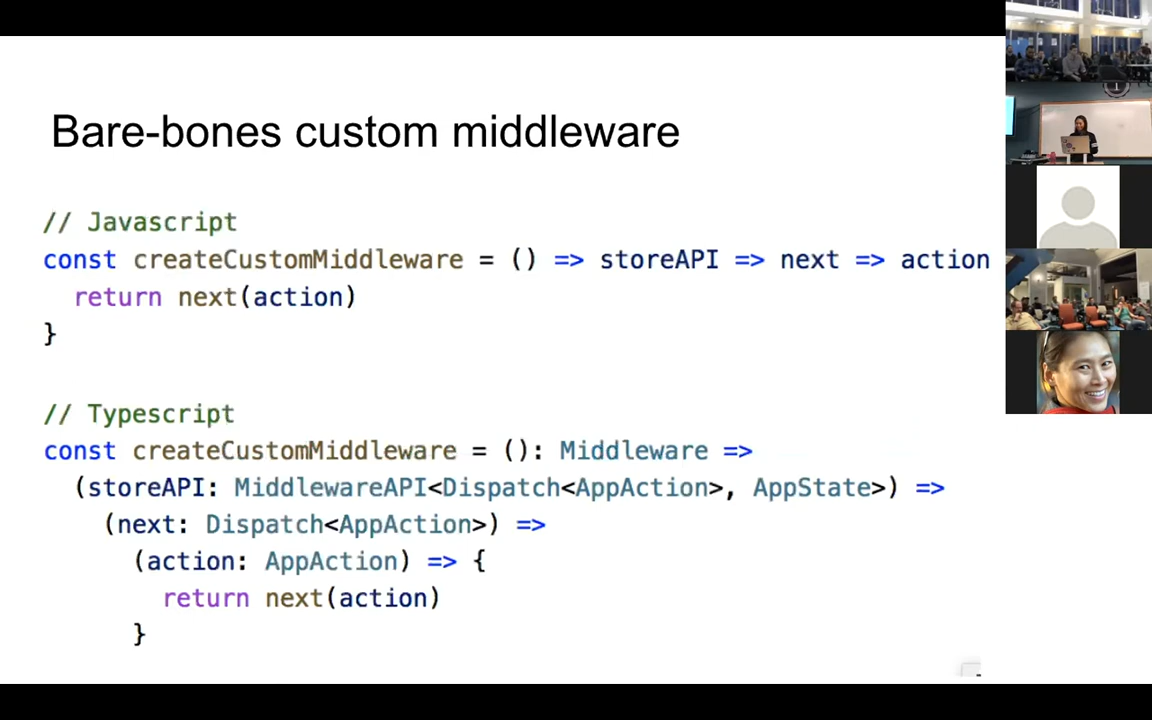 Bare-bones custom middleware
// Javascript
const createCustomMiddleware = () => storeAPI => next => action
return next(action)
}
// Typescript
const createCustomMiddleware = (): Middleware =>
(storeAPI: MiddlewareAPI<Dispatch<AppAction>, AppState>) =>
(next: Dispatch<AppAction>) =>
(action: AppAction) => {
return next(action)
}